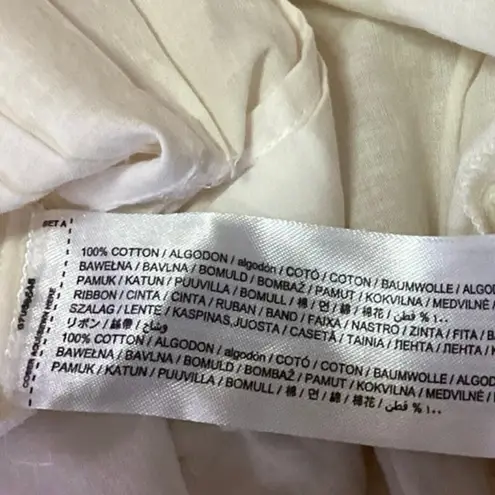 SET A
100% COTTON / ALGODON / algodón / COTÓ / COTON / BAUMWOLLE / ALGOD
BAWEŁNA / BAVLNA / BOMULD / BOMBAŽ / PAMUT / KOKVILNA / MEDVILNĖ /
PAMUK / KATUN / PUUVILLA / BOMULL / 棉 / 면 / 綿 / 棉花 / قطن / % ١٠٠
RIBBON / CINTA / CINTA / RUBAN / BAND / FAIXA / NASTRO / ZINTA / FITA /
SZALAG / LENTĖ / KASPINAS,JUOSTA / CASETĂ / TAINIA / ЛЕНТА / ЛЕНТА /
リボン / 絲帶 / وشاح /
100% COTTON / ALGODON / algodón / COTÓ / COTON / BAUMWOLLE / ALGOD
BAWEŁNA / BAVLNA / BOMULD / BOMBAŽ / PAMUT / KOKVILNA / MEDVILNĖ /
PAMUK / KATUN / PUUVILLA / BOMULL / 棉 / 면 / 綿 / 棉花 / قطن / % ١٠٠